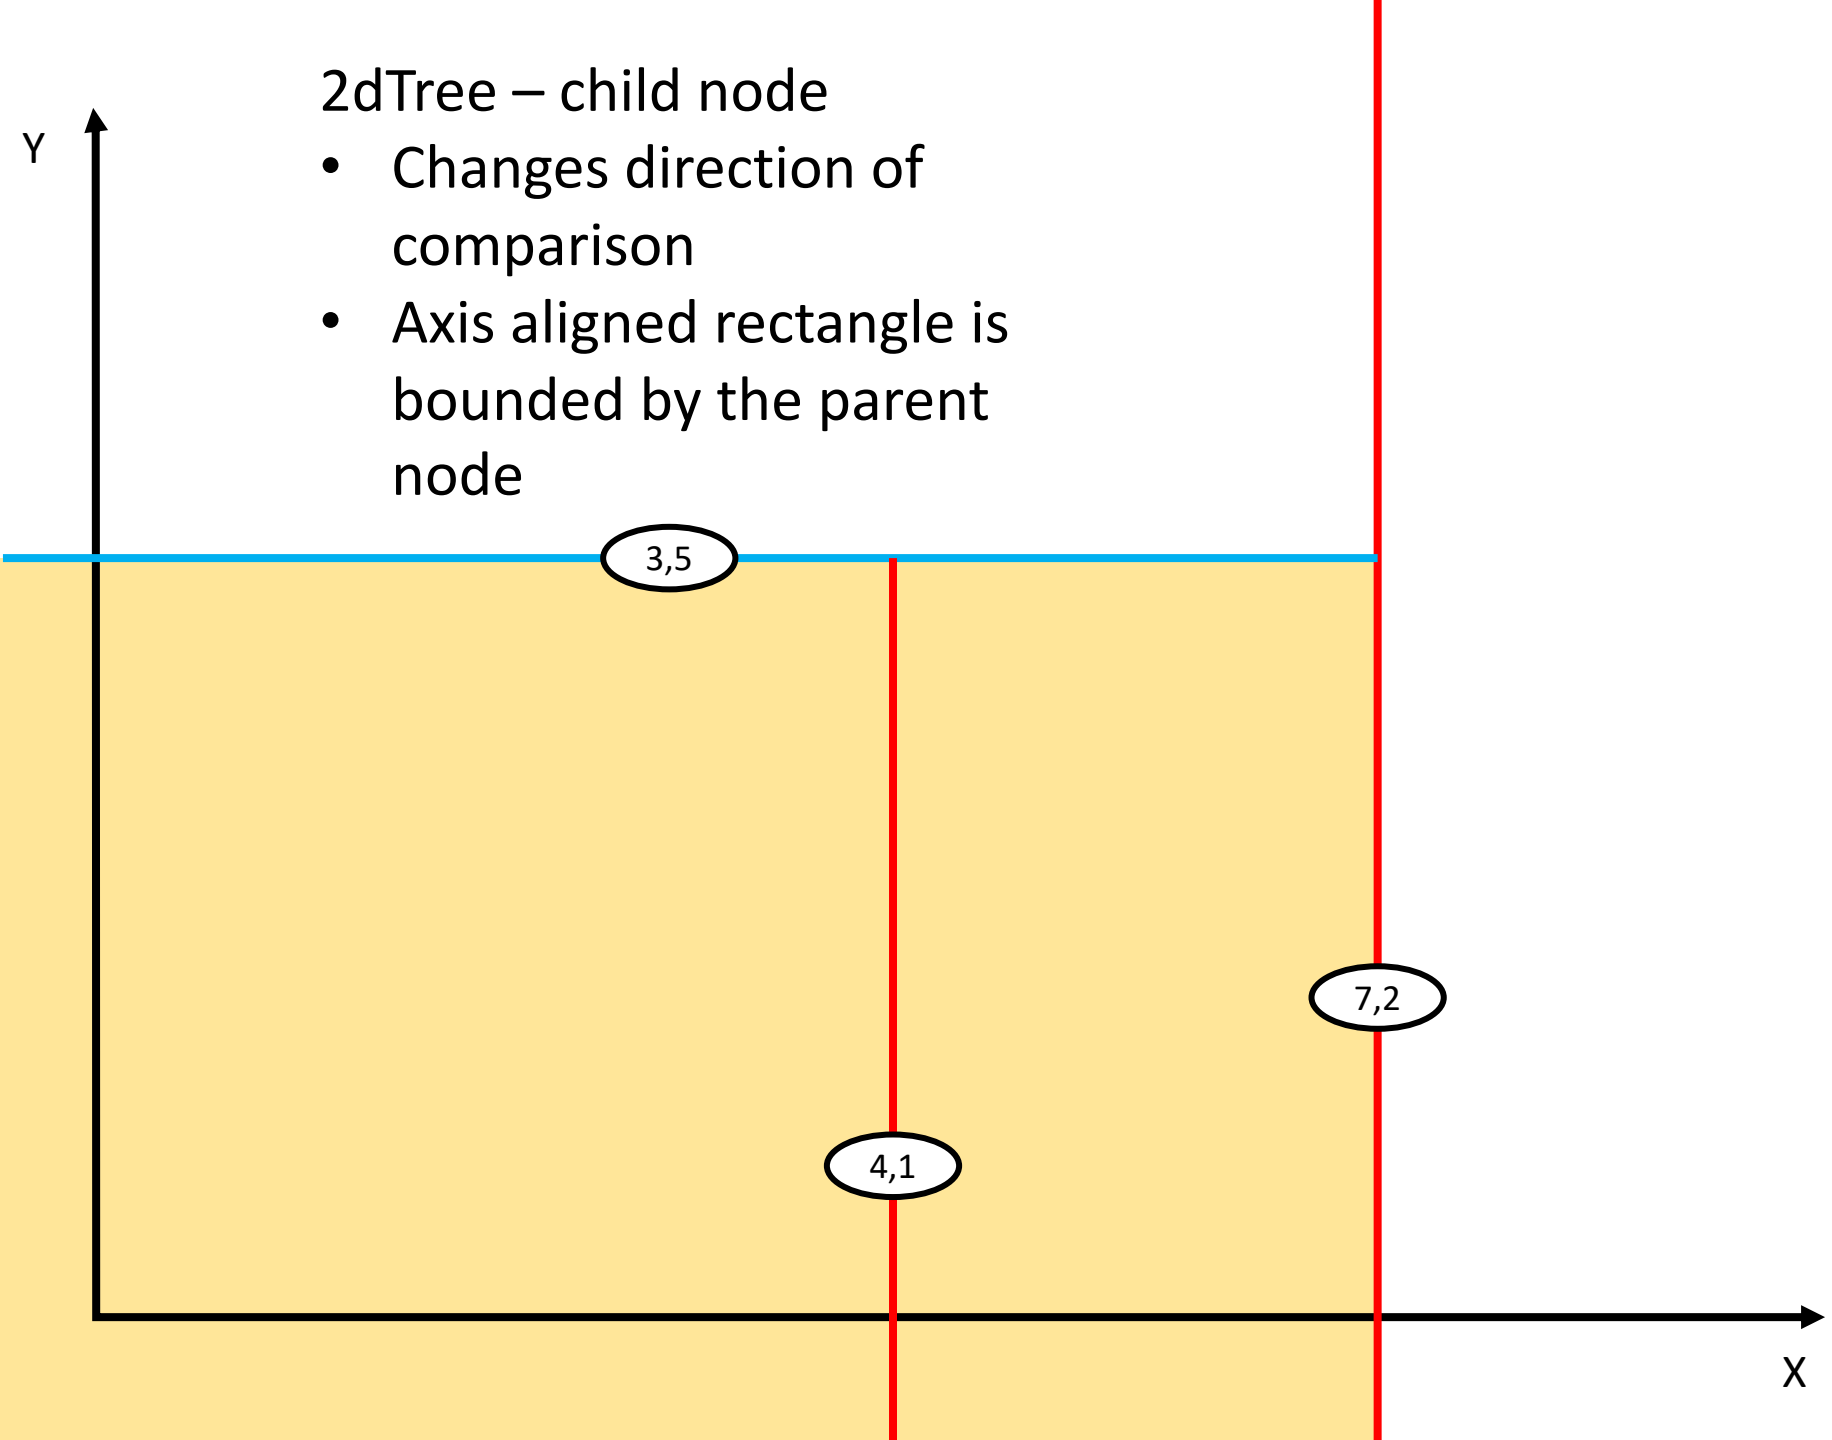 2dTree – child node
Y
• Changes direction of
comparison
• Axis aligned rectangle is
bounded by the parent
node
3,5
7,2
4,1
X